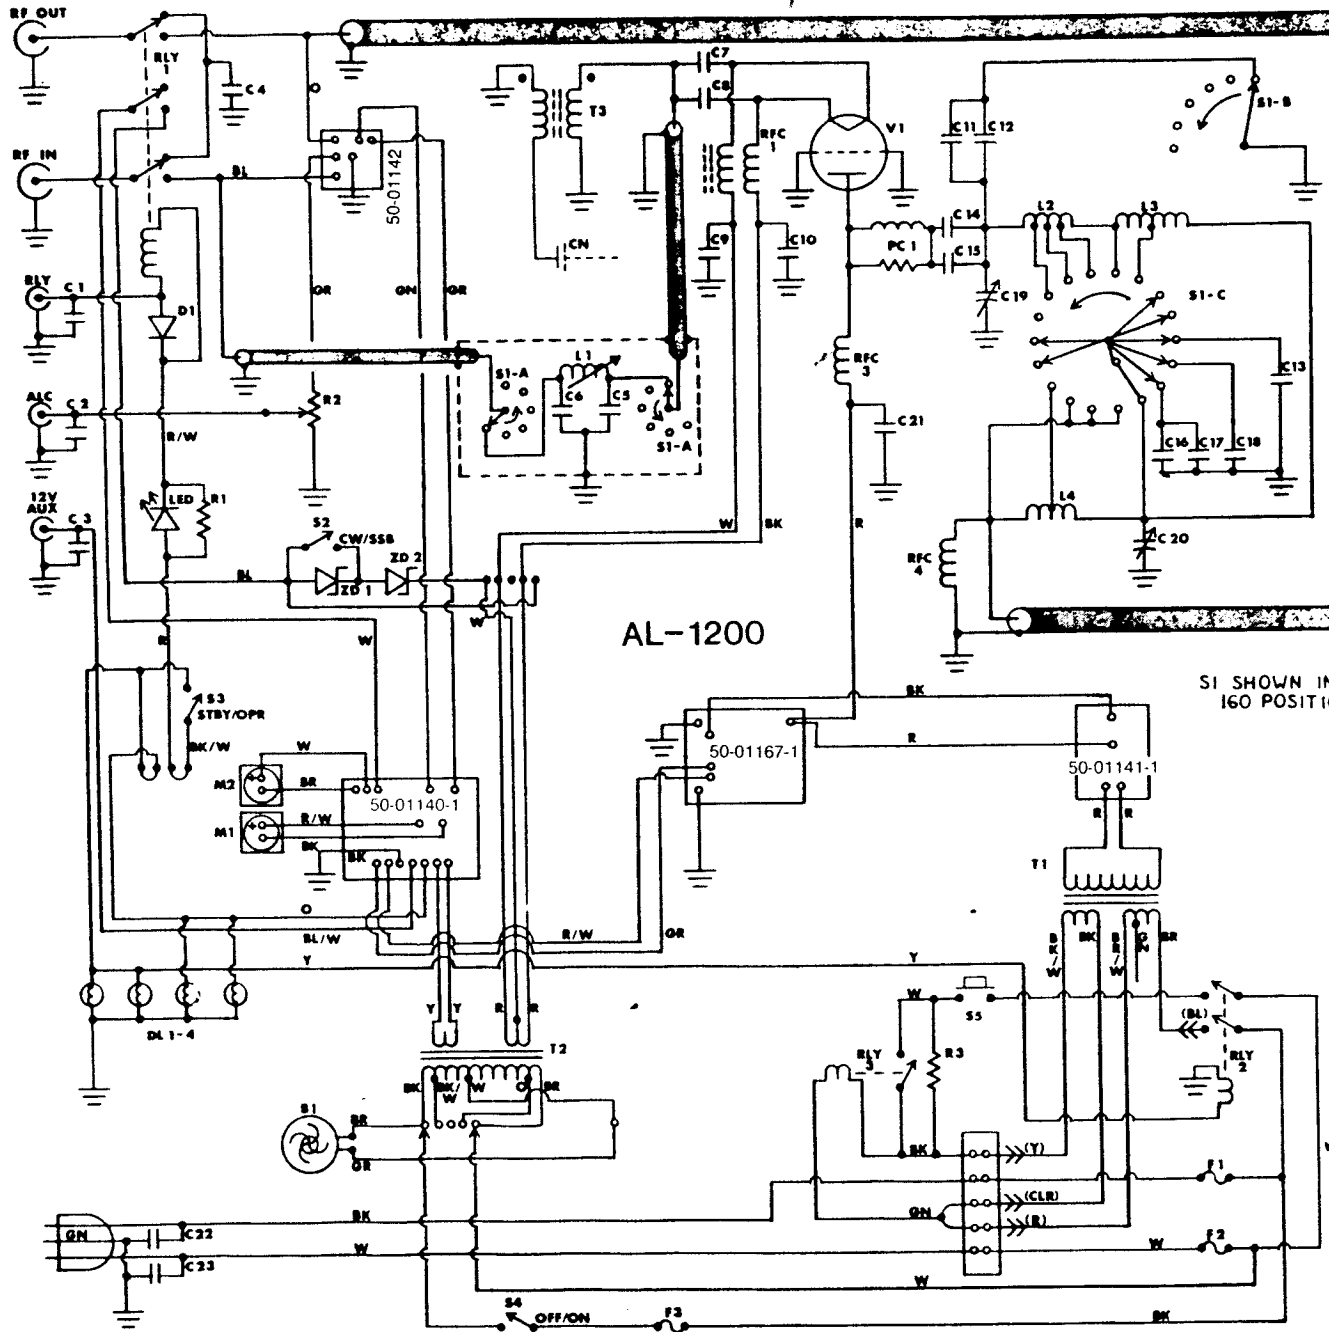 RF OUT
RLY
1
C4
C7
C8
T3
RFC
1
V1
C11
C12
S1-B
RF IN
BL
50-01142
L2
L3
C14
PC 1
C15
CN
C9
C10
C19
S1-C
GR
GN
GR
RLY
C 1
D1
L1
S1-A
C6
C5
S1-A
RFC
3
C13
ALC
C 2
R2
R/W
C21
C16
C17
C18
12V
AUX
C 3
LED
R1
S2
CW/SSB
W
BK
R
L4
C 20
RFC
4
BL
ZD 1
ZD 2
W
R
W
AL-1200
S1 SHOWN IN
160 POSITIO
S3
STBY/OPR
BK/W
BK
R
50-01167-1
50-01141-1
W
M2
BR
50-01140-1
R/W
M1
BK
BK
R
R
T1
BL/W
R/W
GR
Y
Y
BK/W
BK
BR/W
GN
BR
DL 1-4
Y
Y
R
R
T2
W
S5
(BL)
RLY
2
RLY
3
R3
BK
BK/W
W
BR
B1
BR
GR
BK
(Y)
F1
(CLR)
GN
(R)
GN
C22
C23
BK
W
W
F2
W
S4
OFF/ON
F3
BK